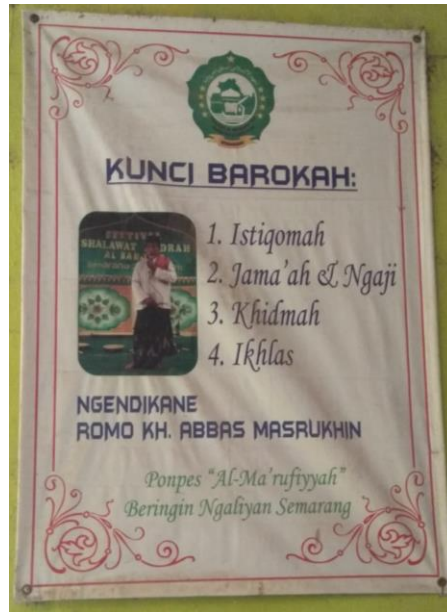 KUNCI BAROKAH:
SHALAWAT
1. Istiqomah
2. Jama'ah & Ngaji
3. Khidmah
4. Ikhlas
NGENDIKANE
ROMO KH. ABBAS MASRUKHIN
Ponpes "Al-Ma'rufiyyah"
Beringin Ngaliyan Semarang